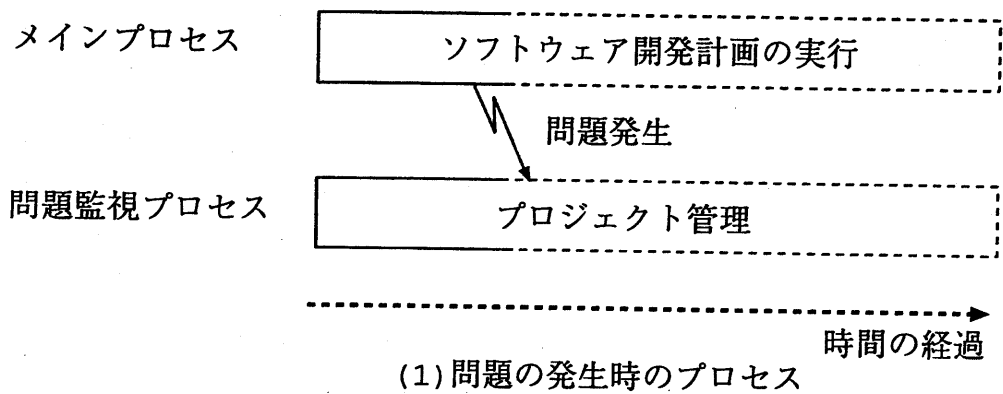 メインプロセス
ソフトウェア開発計画の実行
問題発生
問題監視プロセス
プロジェクト管理
時間の経過
(1)問題の発生時のプロセス